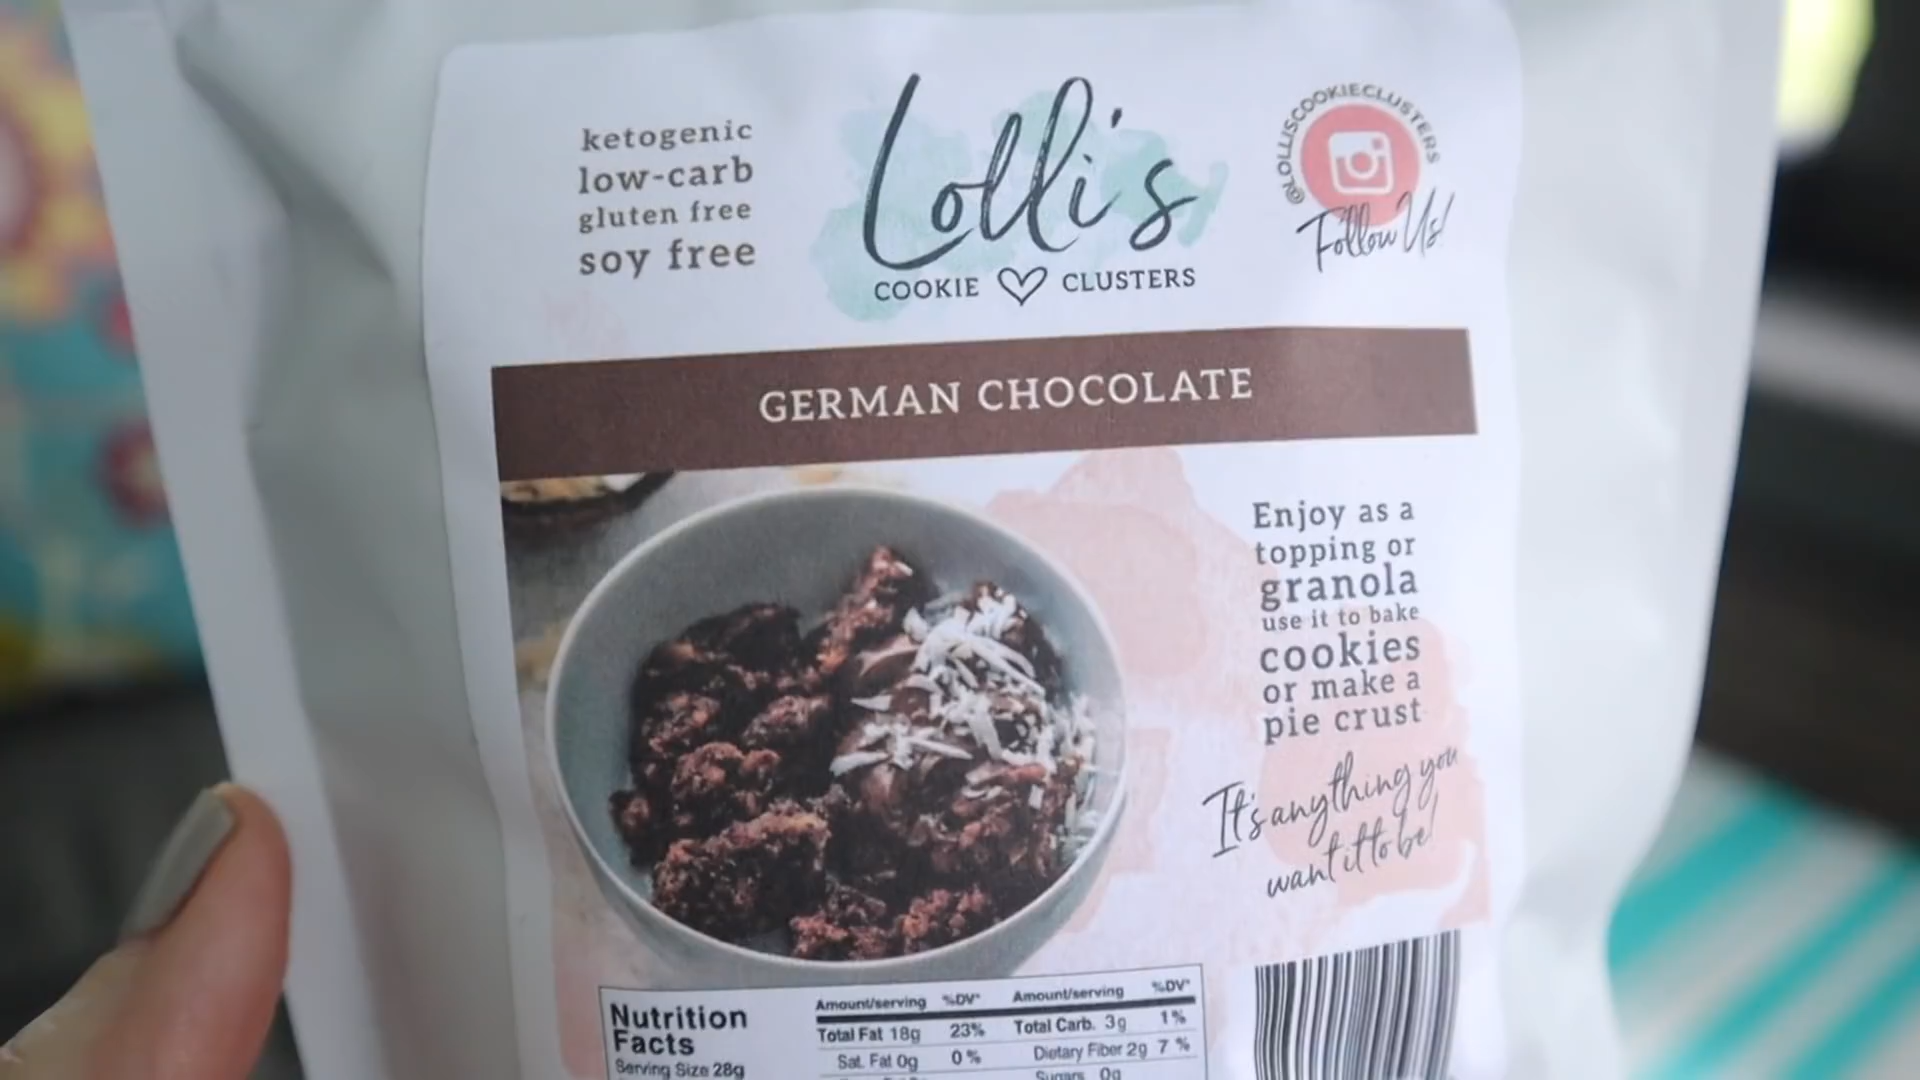 ketogenic
low-carb
gluten free
soy free
Lolli's
COOKIE CLUSTERS
@LOLLISCOOKIECLUSTERS
Follow Us!
GERMAN CHOCOLATE
Enjoy as a
topping or
granola
use it to bake
cookies
or make a
pie crust
It's anything you
want it to be!
Nutrition
Facts
Serving Size 28g
Amount/serving %DV*
Total Fat 18g 23%
Sat. Fat 0g 0%
Amount/serving %DV*
Total Carb. 3g 1%
Dietary Fiber 2g 7 %
Sugars 0g